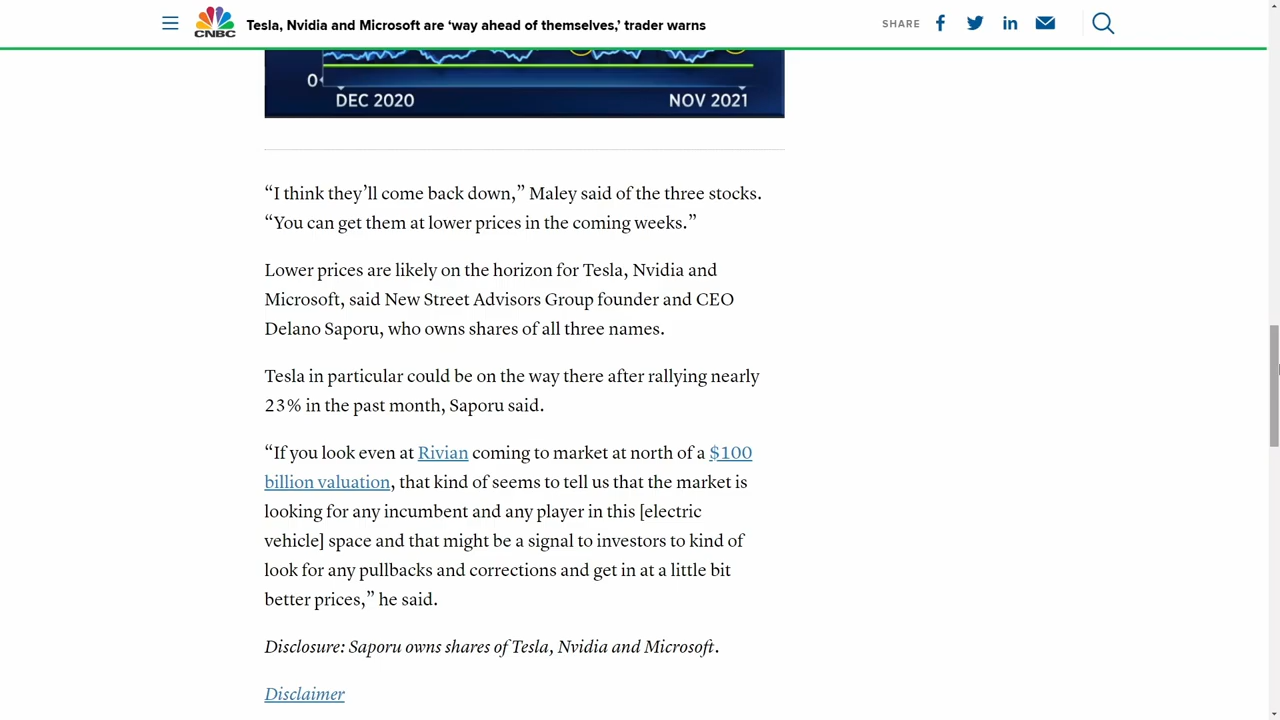 CNBC
Tesla, Nvidia and Microsoft are ‘way ahead of themselves,’ trader warns
SHARE
0
DEC 2020
NOV 2021
“I think they’ll come back down,” Maley said of the three stocks.
“You can get them at lower prices in the coming weeks.”
Lower prices are likely on the horizon for Tesla, Nvidia and
Microsoft, said New Street Advisors Group founder and CEO
Delano Saporu, who owns shares of all three names.
Tesla in particular could be on the way there after rallying nearly
23% in the past month, Saporu said.
“If you look even at Rivian coming to market at north of a $100
billion valuation, that kind of seems to tell us that the market is
looking for any incumbent and any player in this [electric
vehicle] space and that might be a signal to investors to kind of
look for any pullbacks and corrections and get in at a little bit
better prices,” he said.
Disclosure: Saporu owns shares of Tesla, Nvidia and Microsoft.
Disclaimer